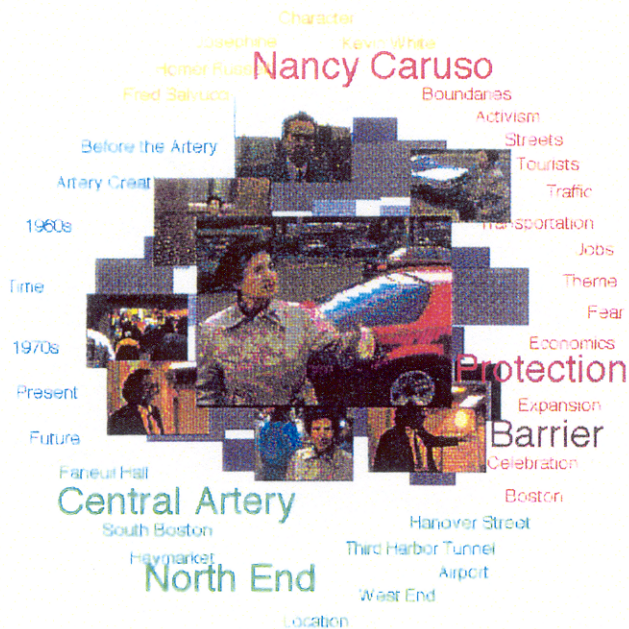 Character
Josephine
Kevin White
Homer
Nancy Caruso
Fred
Boundaries
Activism
Before the Artery
Streets
Tourists
Artery Creat
Traffic
1960s
Transportation
Jobs
Time
Theme
Fear
1970s
Economics
Protection
Present
Expansion
Future
Barrier
Faneuil Hall
Celebration
Central Artery
Boston
South Boston
Hanover Street
Haymarket
Third Harbor Tunnel
North End
Airport
West End
Location